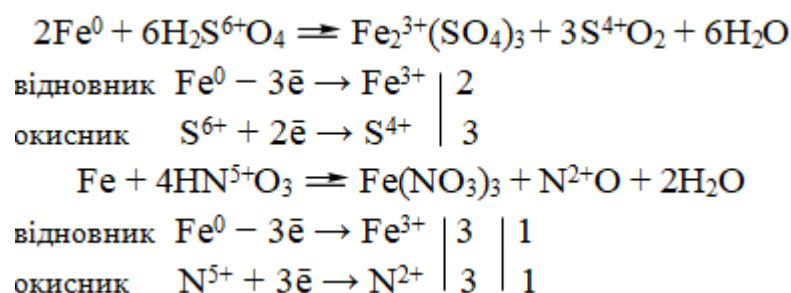 2Fe⁰ + 6H₂S⁶⁺O₄ ⇌ Fe₂³⁺(SO₄)₃ + 3S⁴⁺O₂ + 6H₂O
відновник Fe⁰ − 3ē → Fe³⁺ | 2
окисник S⁶⁺ + 2ē → S⁴⁺ | 3
Fe + 4HN⁵⁺O₃ ⇌ Fe(NO₃)₃ + N²⁺O + 2H₂O
відновник Fe⁰ − 3ē → Fe³⁺ | 3 | 1
окисник N⁵⁺ + 3ē → N²⁺ | 3 | 1